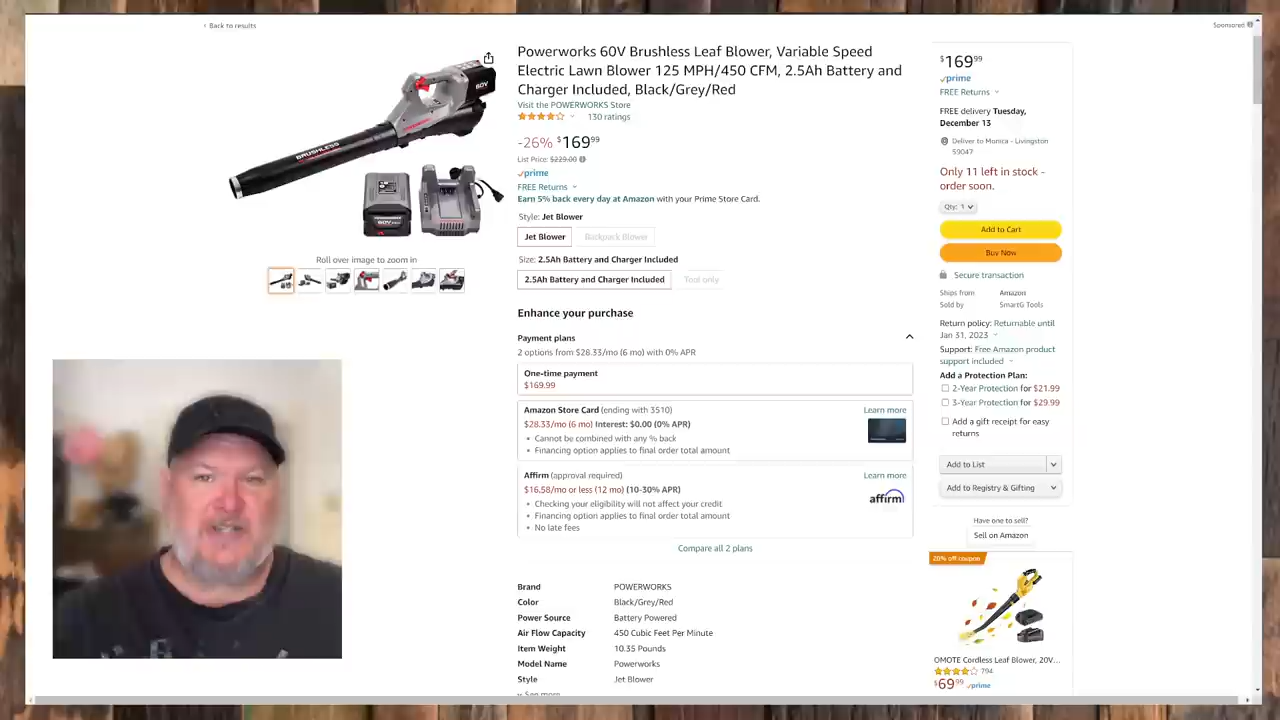 ‹ Back to results
Sponsored
BRUSHLESS
60V
60V
Roll over image to zoom in
Powerworks 60V Brushless Leaf Blower, Variable Speed
Electric Lawn Blower 125 MPH/450 CFM, 2.5Ah Battery and
Charger Included, Black/Grey/Red
Visit the POWERWORKS Store
130 ratings
-26% $169.99
List Price: $229.00
prime
FREE Returns
Earn 5% back every day at Amazon with your Prime Store Card.
Style: Jet Blower
Jet Blower
Backpack Blower
Size: 2.5Ah Battery and Charger Included
2.5Ah Battery and Charger Included
Tool only
Enhance your purchase
Payment plans
2 options from $28.33/mo (6 mo) with 0% APR
One-time payment
$169.99
Amazon Store Card (ending with 3510)
Learn more
$28.33/mo (6 mo) Interest: $0.00 (0% APR)
• Cannot be combined with any % back
• Financing option applies to final order total amount
Affirm (approval required)
Learn more
$16.58/mo or less (12 mo) (10-30% APR)
affirm
• Checking your eligibility will not affect your credit
• Financing option applies to final order total amount
• No late fees
Compare all 2 plans
Brand POWERWORKS
Color Black/Grey/Red
Power Source Battery Powered
Air Flow Capacity 450 Cubic Feet Per Minute
Item Weight 10.35 Pounds
Model Name Powerworks
Style Jet Blower
See more
$169.99
prime
FREE Returns
FREE delivery Tuesday,
December 13
Deliver to Monica - Livingston
59047
Only 11 left in stock -
order soon.
Qty: 1
Add to Cart
Buy Now
Secure transaction
Ships from Amazon
Sold by SmartG Tools
Return policy: Returnable until
Jan 31, 2023
Support: Free Amazon product
support included
Add a Protection Plan:
2-Year Protection for $21.99
3-Year Protection for $29.99
Add a gift receipt for easy
returns
Add to List
Add to Registry & Gifting
Have one to sell?
Sell on Amazon
20% off coupon
OMOTE Cordless Leaf Blower, 20V...
794
$69.99 prime